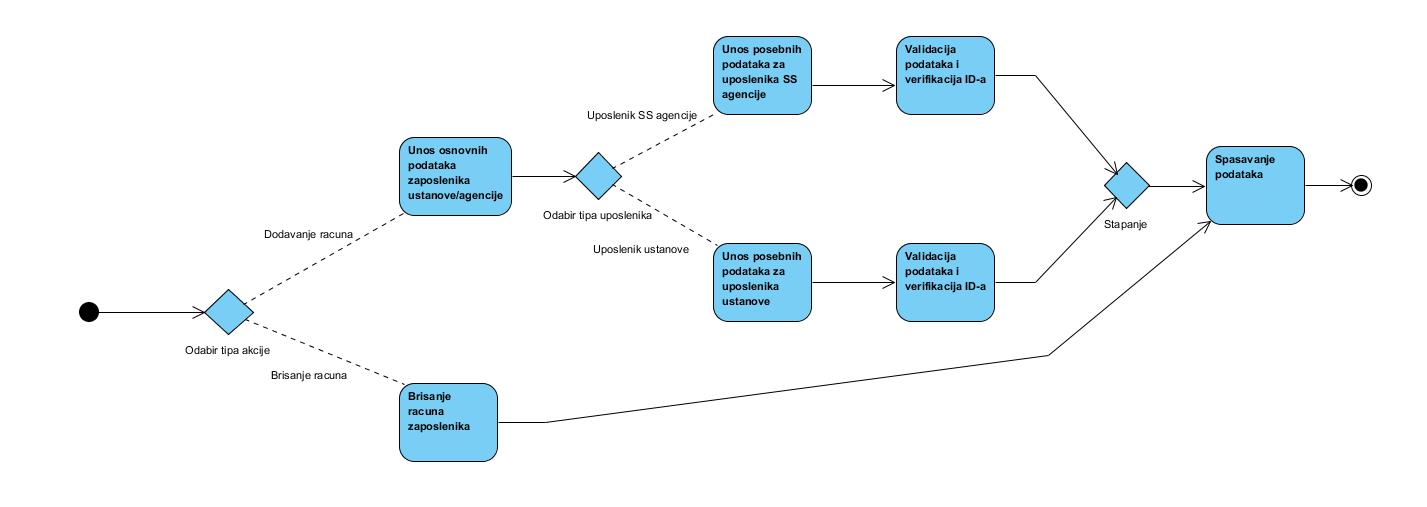 Unos posebnih
podataka za
uposlenika SS
agencije
Validacija
podataka i
verifikacija ID-a
Uposlenik SS agencije
Unos osnovnih
podataka
zaposlenika
ustanove/agencije
Odabir tipa uposlenika
Stapanje
Spasavanje
podataka
Dodavanje racuna
Uposlenik ustanove
Unos posebnih
podataka za
uposlenika
ustanove
Validacija
podataka i
verifikacija ID-a
Odabir tipa akcije
Brisanje racuna
Brisanje
racuna
zaposlenika